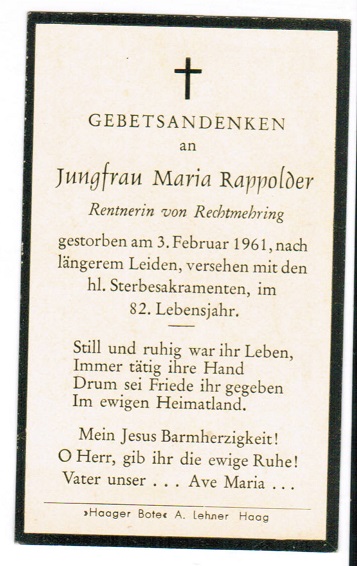 GEBETSANDENKEN
an
Jungfrau Maria Rappolder
Rentnerin von Rechtmehring
gestorben am 3. Februar 1961, nach
längerem Leiden, versehen mit den
hl. Sterbesakramenten, im
82. Lebensjahr.
Still und ruhig war ihr Leben,
Immer tätig ihre Hand
Drum sei Friede ihr gegeben
Im ewigen Heimatland.
Mein Jesus Barmherzigkeit!
O Herr, gib ihr die ewige Ruhe!
Vater unser . . . Ave Maria . . .
»Haager Bote« A. Lehner Haag